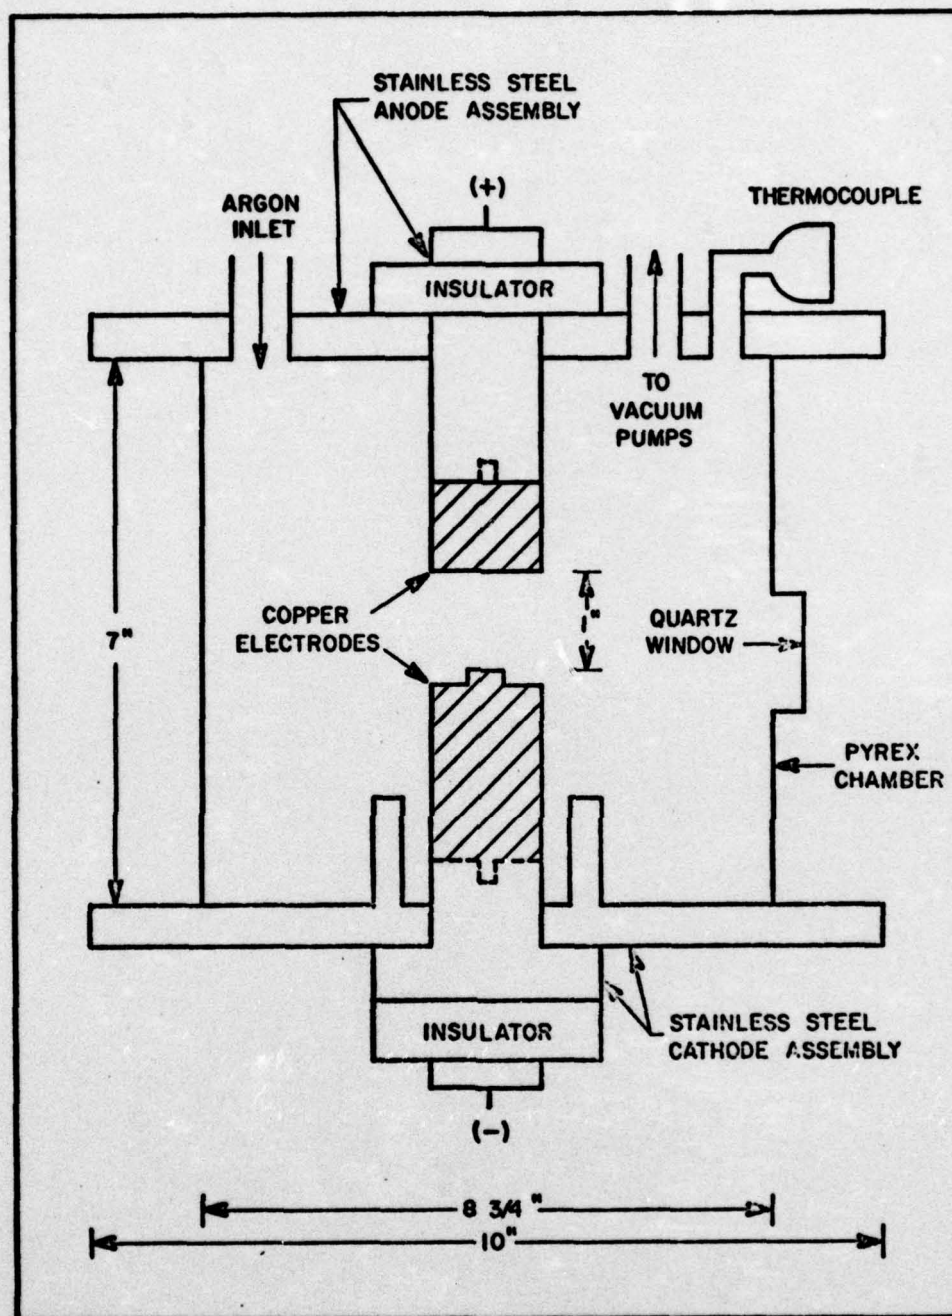 STAINLESS STEEL
ANODE ASSEMBLY
(+)
ARGON
INLET
THERMOCOUPLE
INSULATOR
TO
VACUUM
PUMPS
COPPER
ELECTRODES
1"
QUARTZ
WINDOW
7"
PYREX
CHAMBER
INSULATOR
STAINLESS STEEL
CATHODE ASSEMBLY
(-)
8 3/4"
10"